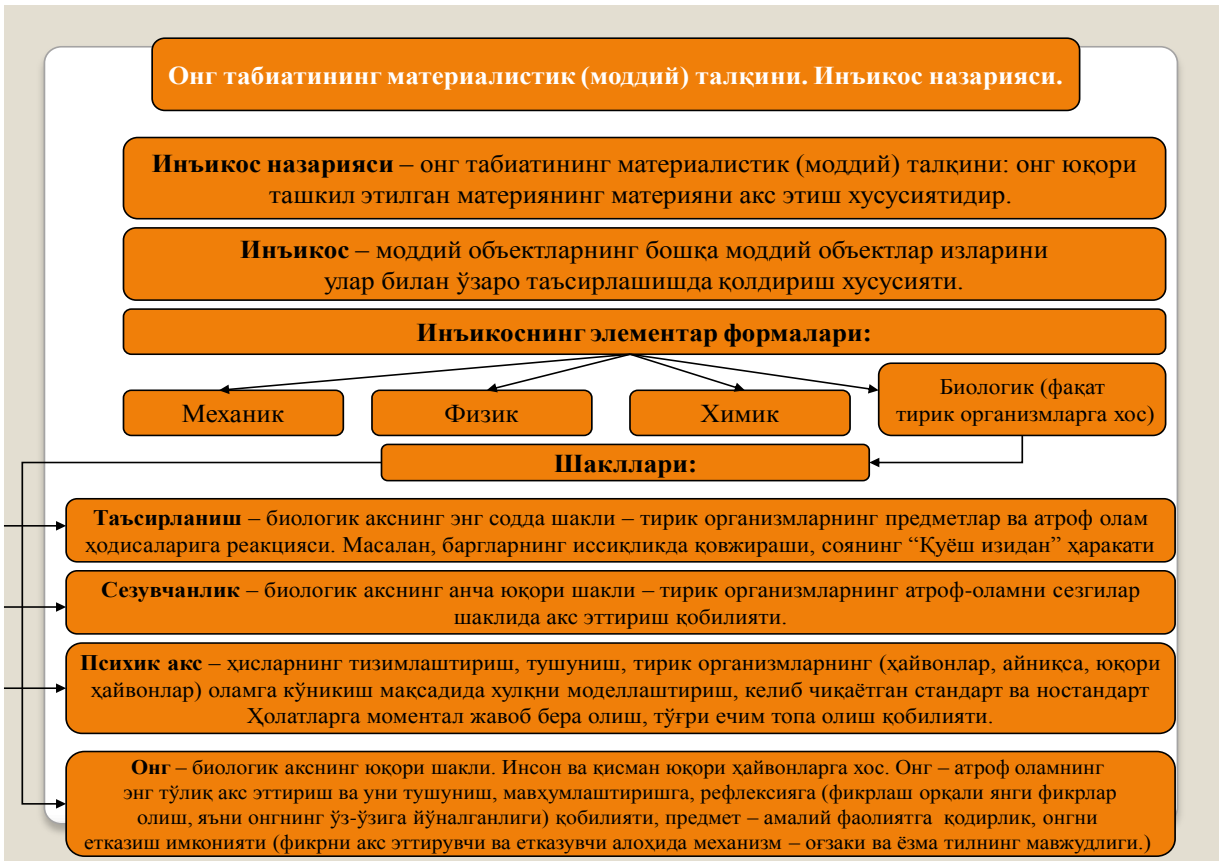 Онг табиатининг материалистик (моддий) талқини. Инъикос назарияси.
Инъикос назарияси – онг табиатининг материалистик (моддий) талқини: онг юқори
ташкил этилган материянинг материяни акс этиш хусусиятидир.
Инъикос – моддий объектларнинг бошқа моддий объектлар изларини
улар билан ўзаро таъсирлашишда қолдириш хусусияти.
Инъикоснинг элементар формалари:
Механик
Физик
Химик
Биологик (фақат
тирик организмларга хос)
Шакллари:
Таъсирланиш – биологик акснинг энг содда шакли – тирик организмларнинг предметлар ва атроф олам
ҳодисаларига реакцияси. Масалан, баргларнинг иссиқликда қовжираши, соянинг “Қуёш изидан” ҳаракати
Сезувчанлик – биологик акснинг анча юқори шакли – тирик организмларнинг атроф-оламни сезгилар
шаклида акс эттириш қобилияти.
Психик акс – ҳисларнинг тизимлаштириш, тушуниш, тирик организмларнинг (ҳайвонлар, айниқса, юқори
ҳайвонлар) оламга кўникиш мақсадида хулқни моделлаштириш, келиб чиқаётган стандарт ва ностандарт
Ҳолатларга моментал жавоб бера олиш, тўғри ечим топа олиш қобилияти.
Онг – биологик акснинг юқори шакли. Инсон ва қисман юқори ҳайвонларга хос. Онг – атроф оламнинг
энг тўлиқ акс эттириш ва уни тушуниш, мавҳумлаштиришга, рефлексияга (фикрлаш орқали янги фикрлар
олиш, яъни онгнинг ўз-ўзига йўналганлиги) қобилияти, предмет – амалий фаолиятга қодирлик, онгни
етказиш имконияти (фикрни акс эттирувчи ва етказувчи алоҳида механизм – оғзаки ва ёзма тилнинг мавжудлиги.)